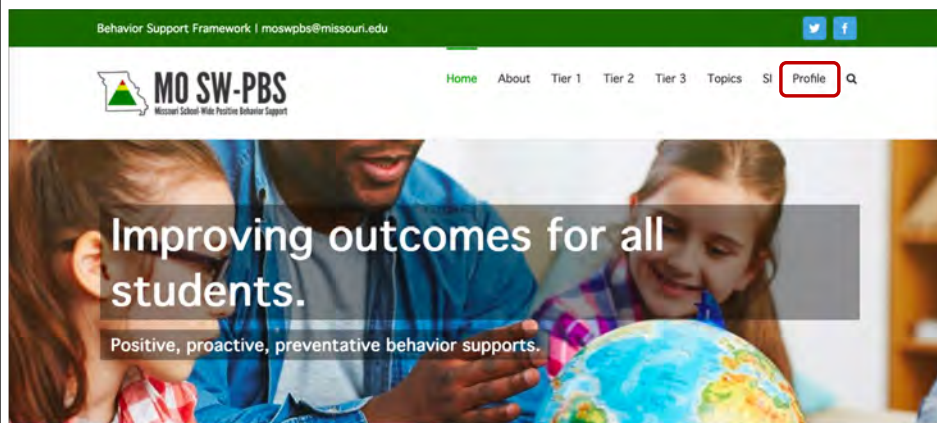 Behavior Support Framework | moswpbs@missouri.edu
MO SW-PBS
Missouri School-Wide Positive Behavior Support
Home About Tier 1 Tier 2 Tier 3 Topics SI Profile
Improving outcomes for all
students.
Positive, proactive, preventative behavior supports.